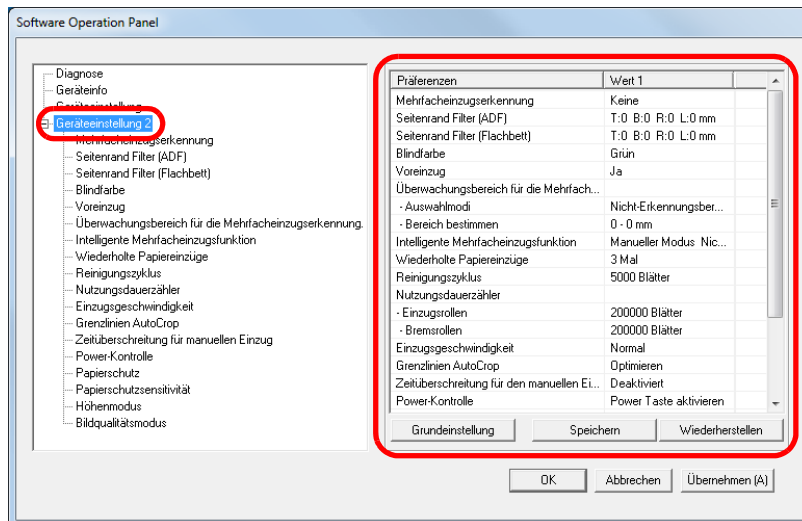 Software Operation Panel
Diagnose
Geräteinfo
Geräteeinstellung
Geräteeinstellung 2
Mehrfacheinzugserkennung
Seitenrand Filter (ADF)
Seitenrand Filter (Flachbett)
Blindfarbe
Voreinzug
Überwachungsbereich für die Mehrfacheinzugserkennung.
Intelligente Mehrfacheinzugsfunktion
Wiederholte Papiereinzüge
Reinigungszyklus
Nutzungsdauerzähler
Einzugsgeschwindigkeit
Grenzlinien AutoCrop
Zeitüberschreitung für manuellen Einzug
Power-Kontrolle
Papierschutz
Papierschutzsensitivität
Höhenmodus
Bildqualitätsmodus
Präferenzen Wert 1
Mehrfacheinzugserkennung Keine
Seitenrand Filter (ADF) T:0 B:0 R:0 L:0 mm
Seitenrand Filter (Flachbett) T:0 B:0 R:0 L:0 mm
Blindfarbe Grün
Voreinzug Ja
Überwachungsbereich für die Mehrfach...
- Auswahlmodi Nicht-Erkennungsber...
- Bereich bestimmen 0 - 0 mm
Intelligente Mehrfacheinzugsfunktion Manueller Modus Nic...
Wiederholte Papiereinzüge 3 Mal
Reinigungszyklus 5000 Blätter
Nutzungsdauerzähler
- Einzugsrollen 200000 Blätter
- Bremsrollen 200000 Blätter
Einzugsgeschwindigkeit Normal
Grenzlinien AutoCrop Optimieren
Zeitüberschreitung für den manuellen Ei... Deaktiviert
Power-Kontrolle Power Taste aktivieren
Grundeinstellung Speichern Wiederherstellen
OK Abbrechen Übernehmen (A)